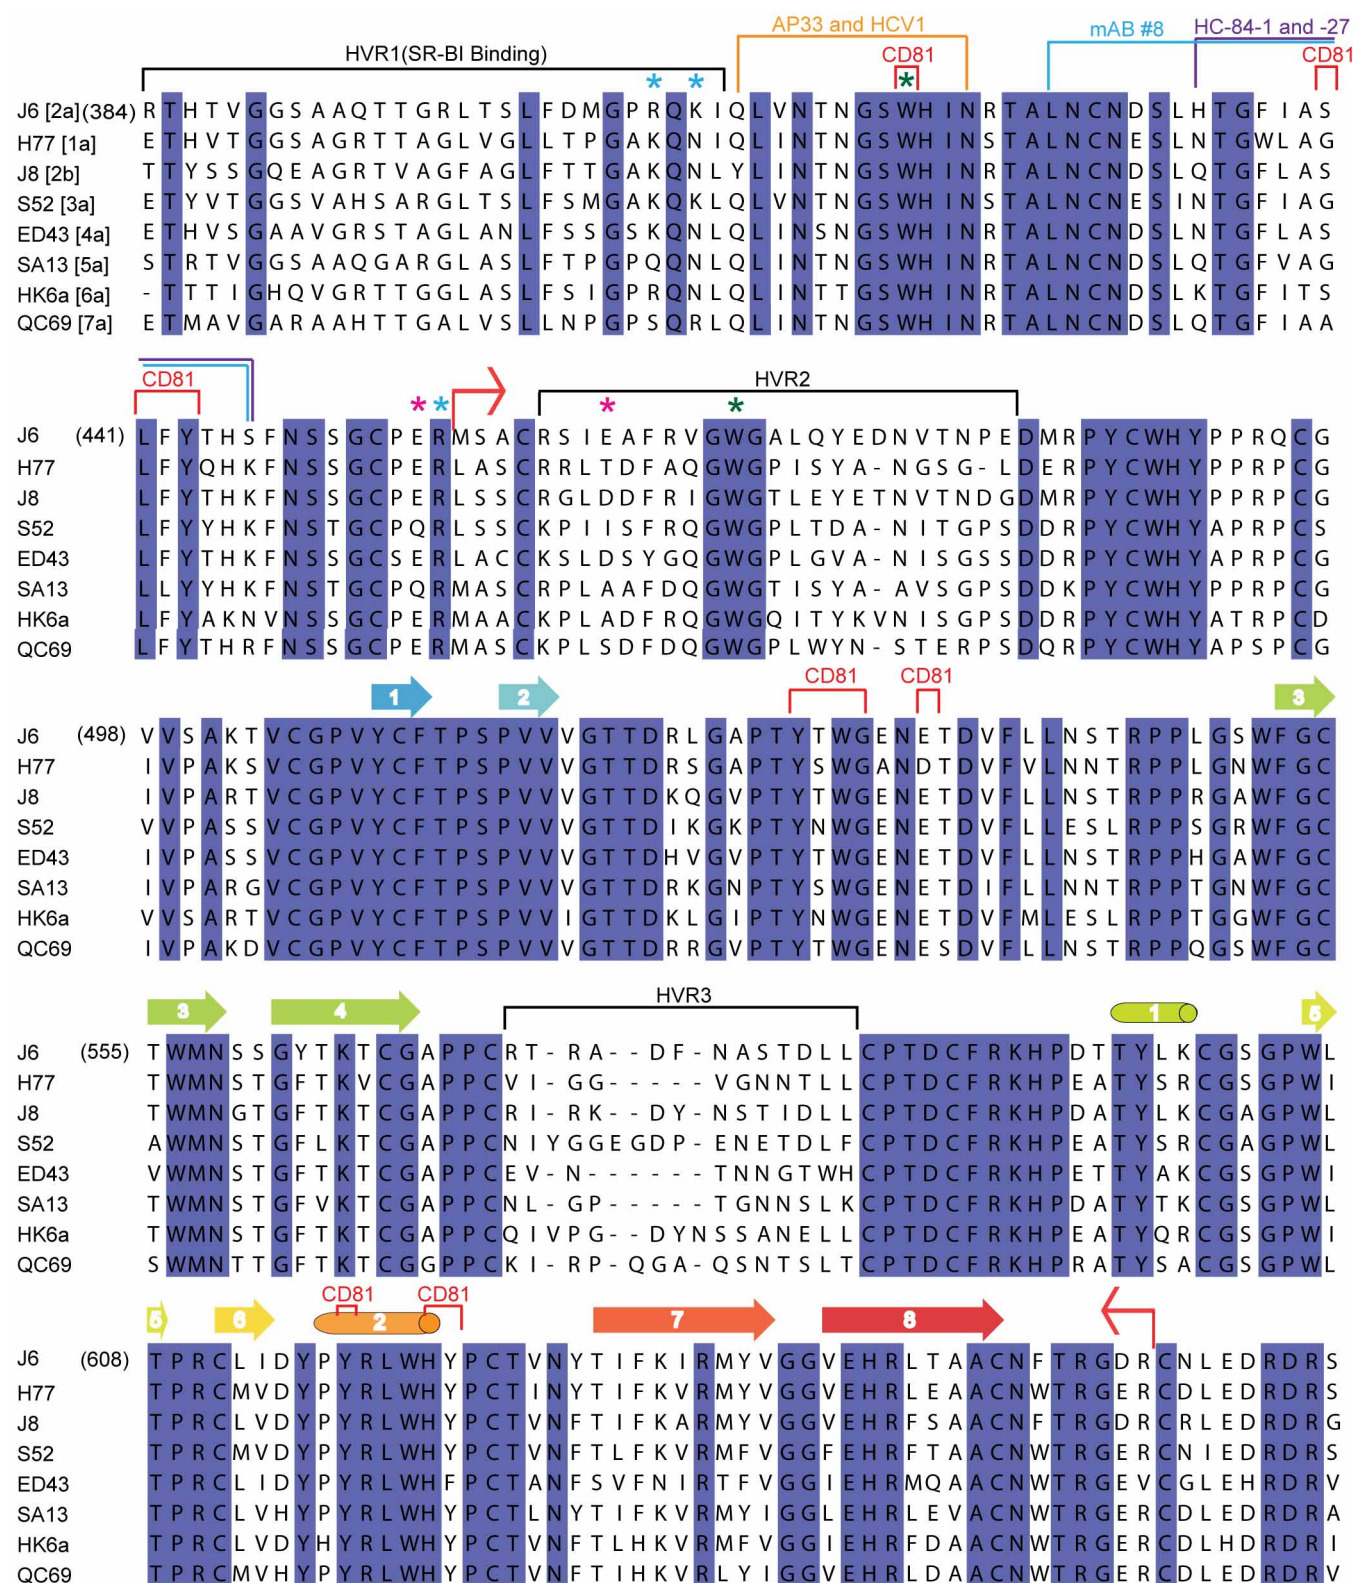 AP33 and HCV1 mAB #8 HC-84-1 and -27
HVR1(SR-BI Binding) CD81 CD81
* * *
J6 [2a](384) R T H T V G G S A A Q T T G R L T S L F D M G P R Q K I Q L V N T N G S W H I N R T A L N C N D S L H T G F I A S
H77 [1a] E T H V T G G S A G R T T A G L V G L L T P G A K Q N I Q L I N T N G S W H I N S T A L N C N E S L N T G W L A G
J8 [2b] T T Y S S G Q E A G R T V A G F A G L F T T G A K Q N L Y L I N T N G S W H I N R T A L N C N D S L Q T G F L A S
S52 [3a] E T Y V T G G S V A H S A R G L T S L F S M G A K Q K L Q L V N T N G S W H I N R T A L N C N E S I N T G F I A G
ED43 [4a] E T H V S G A A V G R S T A G L A N L F S S G S K Q N L Q L I N S N G S W H I N R T A L N C N D S L N T G F L A S
SA13 [5a] S T R T V G G S A A Q G A R G L A S L F T P G P Q Q N L Q L I N T N G S W H I N R T A L N C N D S L Q T G F V A G
HK6a [6a] - T T T I G H Q V G R T T G G L A S L F S I G P R Q N L Q L I N T T G S W H I N R T A L N C N D S L K T G F I T S
QC69 [7a] E T M A V G A R A A H T T G A L V S L L N P G P S Q R L Q L I N T N G S W H I N R T A L N C N D S L Q T G F I A A
CD81 HVR2
* * * *
J6 (441) L F Y T H S F N S S G C P E R M S A C R S I E A F R V G W G A L Q Y E D N V T N P E D M R P Y C W H Y P P R Q C G
H77 L F Y Q H K F N S S G C P E R L A S C R R L T D F A Q G W G P I S Y A - N G S G - L D E R P Y C W H Y P P R P C G
J8 L F Y T H K F N S S G C P E R L S S C R G L D D F R I G W G T L E Y E T N V T N D G D M R P Y C W H Y P P R P C G
S52 L F Y Y H K F N S T G C P Q R L S S C K P I I S F R Q G W G P L T D A - N I T G P S D D R P Y C W H Y A P R P C S
ED43 L F Y T H K F N S S G C S E R L A C C K S L D S Y G Q G W G P L G V A - N I S G S S D D R P Y C W H Y A P R P C G
SA13 L L Y Y H K F N S T G C P Q R M A S C R P L A A F D Q G W G T I S Y A - A V S G P S D D K P Y C W H Y P P R P C G
HK6a L F Y A K N V N S S G C P E R M A A C K P L A D F R Q G W G Q I T Y K V N I S G P S D D R P Y C W H Y A T R P C D
QC69 L F Y T H R F N S S G C P E R M A S C K P L S D F D Q G W G P L W Y N - S T E R P S D Q R P Y C W H Y A P S P C G
1 2 CD81 CD81 3
J6 (498) V V S A K T V C G P V Y C F T P S P V V V G T T D R L G A P T Y T W G E N E T D V F L L N S T R P P L G S W F G C
H77 I V P A K S V C G P V Y C F T P S P V V V G T T D R S G A P T Y S W G A N D T D V F V L N N T R P P L G N W F G C
J8 I V P A R T V C G P V Y C F T P S P V V V G T T D K Q G V P T Y T W G E N E T D V F L L N S T R P P R G A W F G C
S52 V V P A S S V C G P V Y C F T P S P V V V G T T D I K G K P T Y N W G E N E T D V F L L E S L R P P S G R W F G C
ED43 I V P A S S V C G P V Y C F T P S P V V V G T T D H V G V P T Y T W G E N E T D V F L L N S T R P P H G A W F G C
SA13 I V P A R G V C G P V Y C F T P S P V V V G T T D R K G N P T Y S W G E N E T D I F L L N N T R P P T G N W F G C
HK6a V V S A R T V C G P V Y C F T P S P V V I G T T D K L G I P T Y N W G E N E T D V F M L E S L R P P T G G W F G C
QC69 I V P A K D V C G P V Y C F T P S P V V V G T T D R R G V P T Y T W G E N E S D V F L L N S T R P P Q G S W F G C
3 4 HVR3 1 5
J6 (555) T W M N S S G Y T K T C G A P P C R T - R A - - D F - N A S T D L L C P T D C F R K H P D T T Y L K C G S G P W L
H77 T W M N S T G F T K V C G A P P C V I - G G - - - - - V G N N T L L C P T D C F R K H P E A T Y S R C G S G P W I
J8 T W M N G T G F T K T C G A P P C R I - R K - - D Y - N S T I D L L C P T D C F R K H P D A T Y L K C G A G P W L
S52 A W M N S T G F L K T C G A P P C N I Y G G E G D P - E N E T D L F C P T D C F R K H P E A T Y S R C G A G P W L
ED43 V W M N S T G F T K T C G A P P C E V - N - - - - - - T N N G T W H C P T D C F R K H P E T T Y A K C G S G P W I
SA13 T W M N S T G F V K T C G A P P C N L - G P - - - - - T G N N S L K C P T D C F R K H P D A T Y T K C G S G P W L
HK6a T W M N S T G F T K T C G A P P C Q I V P G - - D Y N S S A N E L L C P T D C F R K H P E A T Y Q R C G S G P W I
QC69 S W M N T T G F T K T C G G P P C K I - R P - Q G A - Q S N T S L T C P T D C F R K H P R A T Y S A C G S G P W L
CD81 CD81
5 6 2 7 8
J6 (608) T P R C L I D Y P Y R L W H Y P C T V N Y T I F K I R M Y V G G V E H R L T A A C N F T R G D R C N L E D R D R S
H77 T P R C M V D Y P Y R L W H Y P C T I N Y T I F K V R M Y V G G V E H R L E A A C N W T R G E R C D L E D R D R S
J8 T P R C L V D Y P Y R L W H Y P C T V N F T I F K A R M Y V G G V E H R F S A A C N F T R G D R C R L E D R D R G
S52 T P R C M V D Y P Y R L W H Y P C T V N F T L F K V R M F V G G F E H R F T A A C N W T R G E R C N I E D R D R S
ED43 T P R C L I D Y P Y R L W H F P C T A N F S V F N I R T F V G G I E H R M Q A A C N W T R G E V C G L E H R D R V
SA13 T P R C L V H Y P Y R L W H Y P C T L N Y T I F K V R M Y I G G L E H R L E V A C N W T R G E R C D L E D R D R A
HK6a T P R C L V D Y H Y R L W H Y P C T V N F T L H K V R M F V G G I E H R F D A A C N W T R G E R C D L H D R D R I
QC69 T P R C M V H Y P Y R L W H Y P C T V N F T I H K V R L Y I G G V E H R L D A A C N W T R G E R C D L E D R D R V